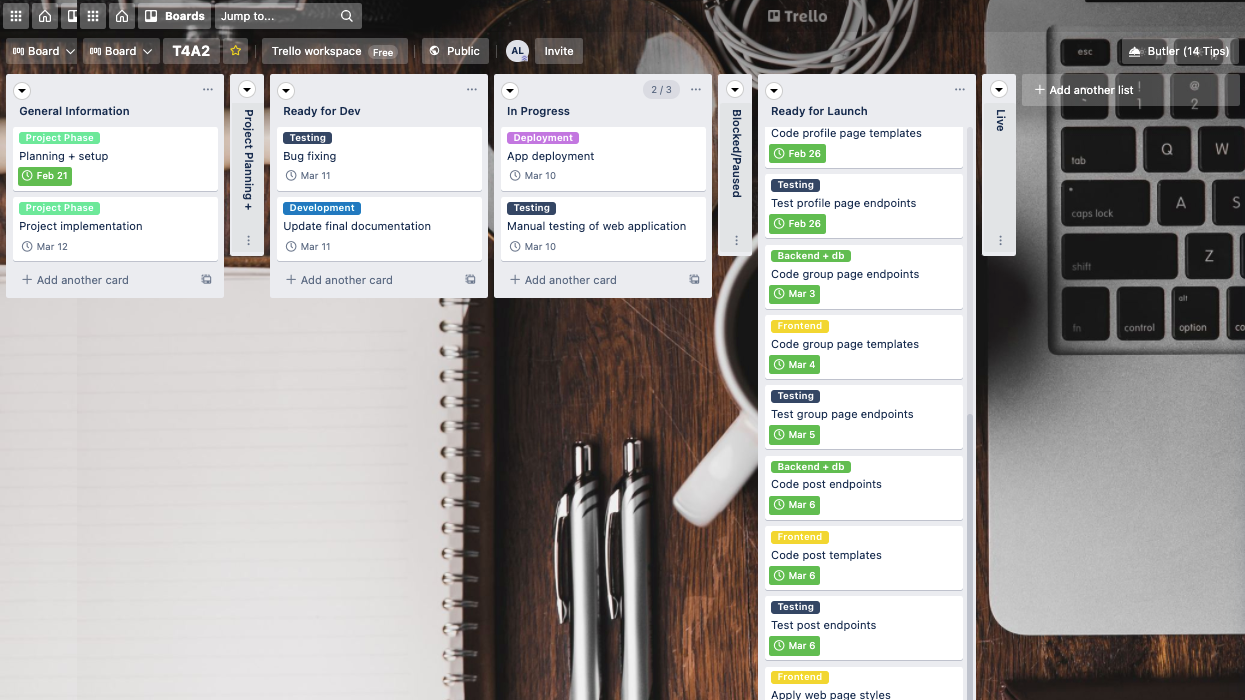 Boards
Jump to...
Trello
Board
Board
T4A2
Trello workspace
Free
Public
AL
Invite
Butler (14 Tips)
General Information
Project Phase
Planning + setup
Feb 21
Project Phase
Project implementation
Mar 12
+ Add another card
Project Planning +
Ready for Dev
Testing
Bug fixing
Mar 11
Development
Update final documentation
Mar 11
+ Add another card
2 / 3
In Progress
Deployment
App deployment
Mar 10
Testing
Manual testing of web application
Mar 10
+ Add another card
Blocked/Paused
Ready for Launch
Code profile page templates
Feb 26
Testing
Test profile page endpoints
Feb 26
Backend + db
Code group page endpoints
Mar 3
Frontend
Code group page templates
Mar 4
Testing
Test group page endpoints
Mar 5
Backend + db
Code post endpoints
Mar 6
Frontend
Code post templates
Mar 6
Testing
Test post endpoints
Mar 6
Frontend
Apply web page styles
Live
+ Add another list
esc
! 1
@ 2
tab
Q
W
caps lock
A
S
shift
Z
fn
control
alt
option